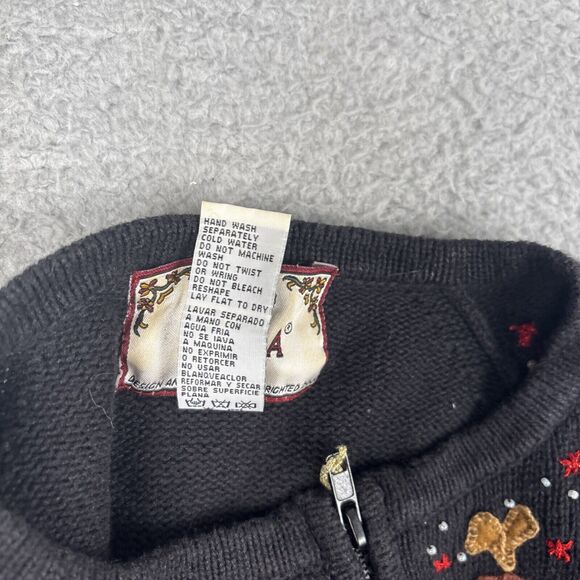 HAND WASH
SEPARATELY
COLD WATER
DO NOT MACHINE
WASH
DO NOT TWIST
OR WRING
DO NOT BLEACH
RESHAPE
LAY FLAT TO DRY
LAVAR SEPARADO
A MANO CON
AGUA FRIA
NO SE lAVA
A MAQUINA
NO EXPRIMIR
O RETORCER
NO USAR
BLANQUEACLOR
REFORMAR Y SECAR
SOBRE SUPERFICIE
PLANA
A®
DESIGN